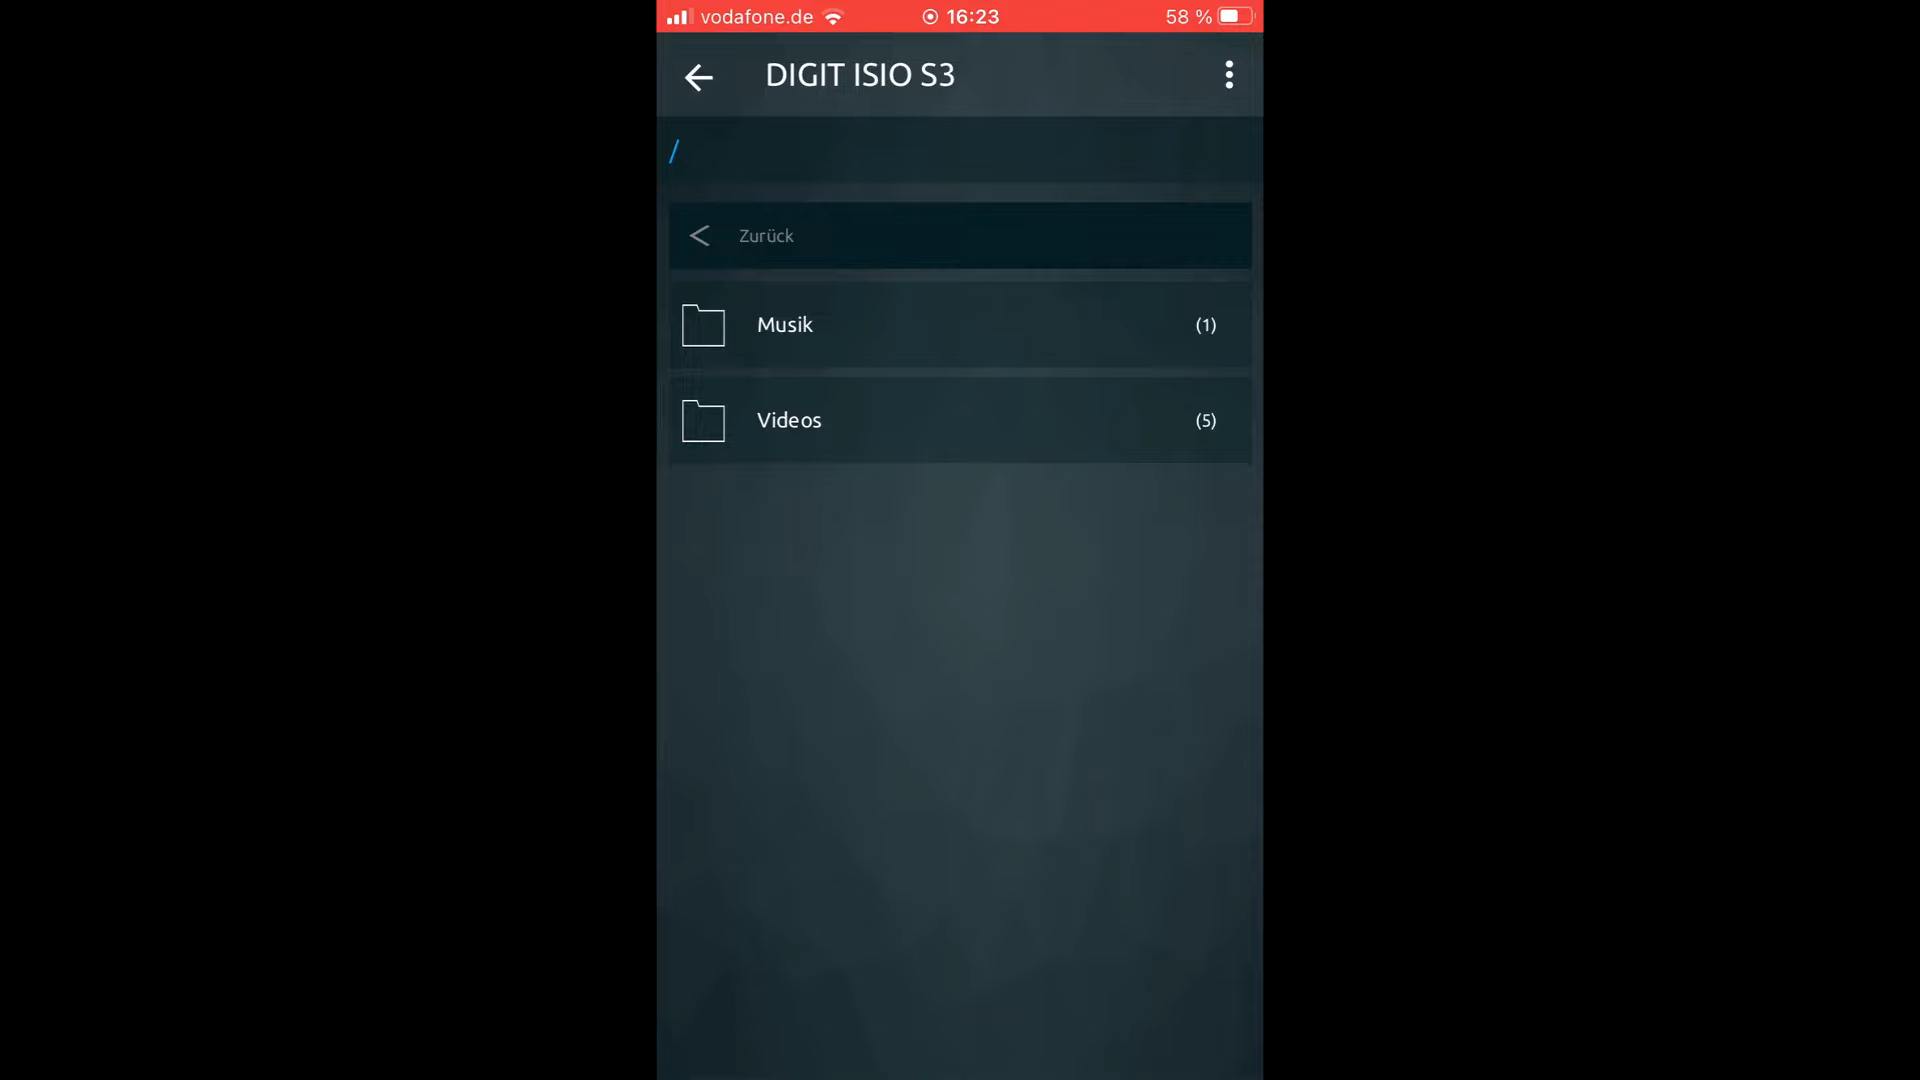 vodafone.de 16:23 58 %
DIGIT ISIO S3
/
< Zurück
Musik (1)
Videos (5)